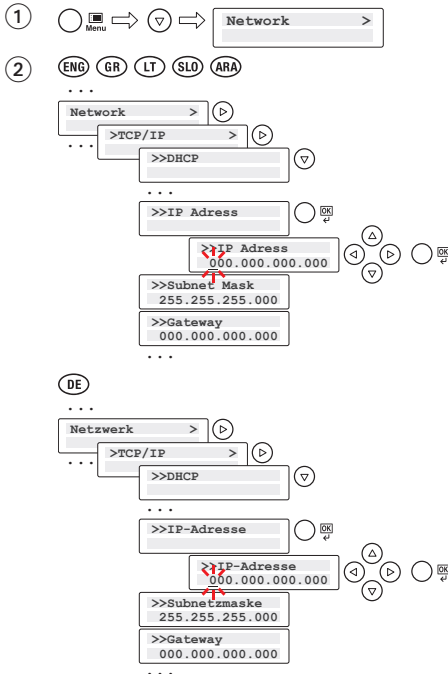 1
Menu
Network >
2
ENG GR LT SLO ARA
...
Network >
... >TCP/IP >
>>DHCP
...
>>IP Adress
OK
>>IP Adress
000.000.000.000
OK
>>Subnet Mask
255.255.255.000
>>Gateway
000.000.000.000
...
DE
...
Netzwerk >
... >TCP/IP >
>>DHCP
...
>>IP-Adresse
OK
>>IP-Adresse
000.000.000.000
OK
>>Subnetzmaske
255.255.255.000
>>Gateway
000.000.000.000
...